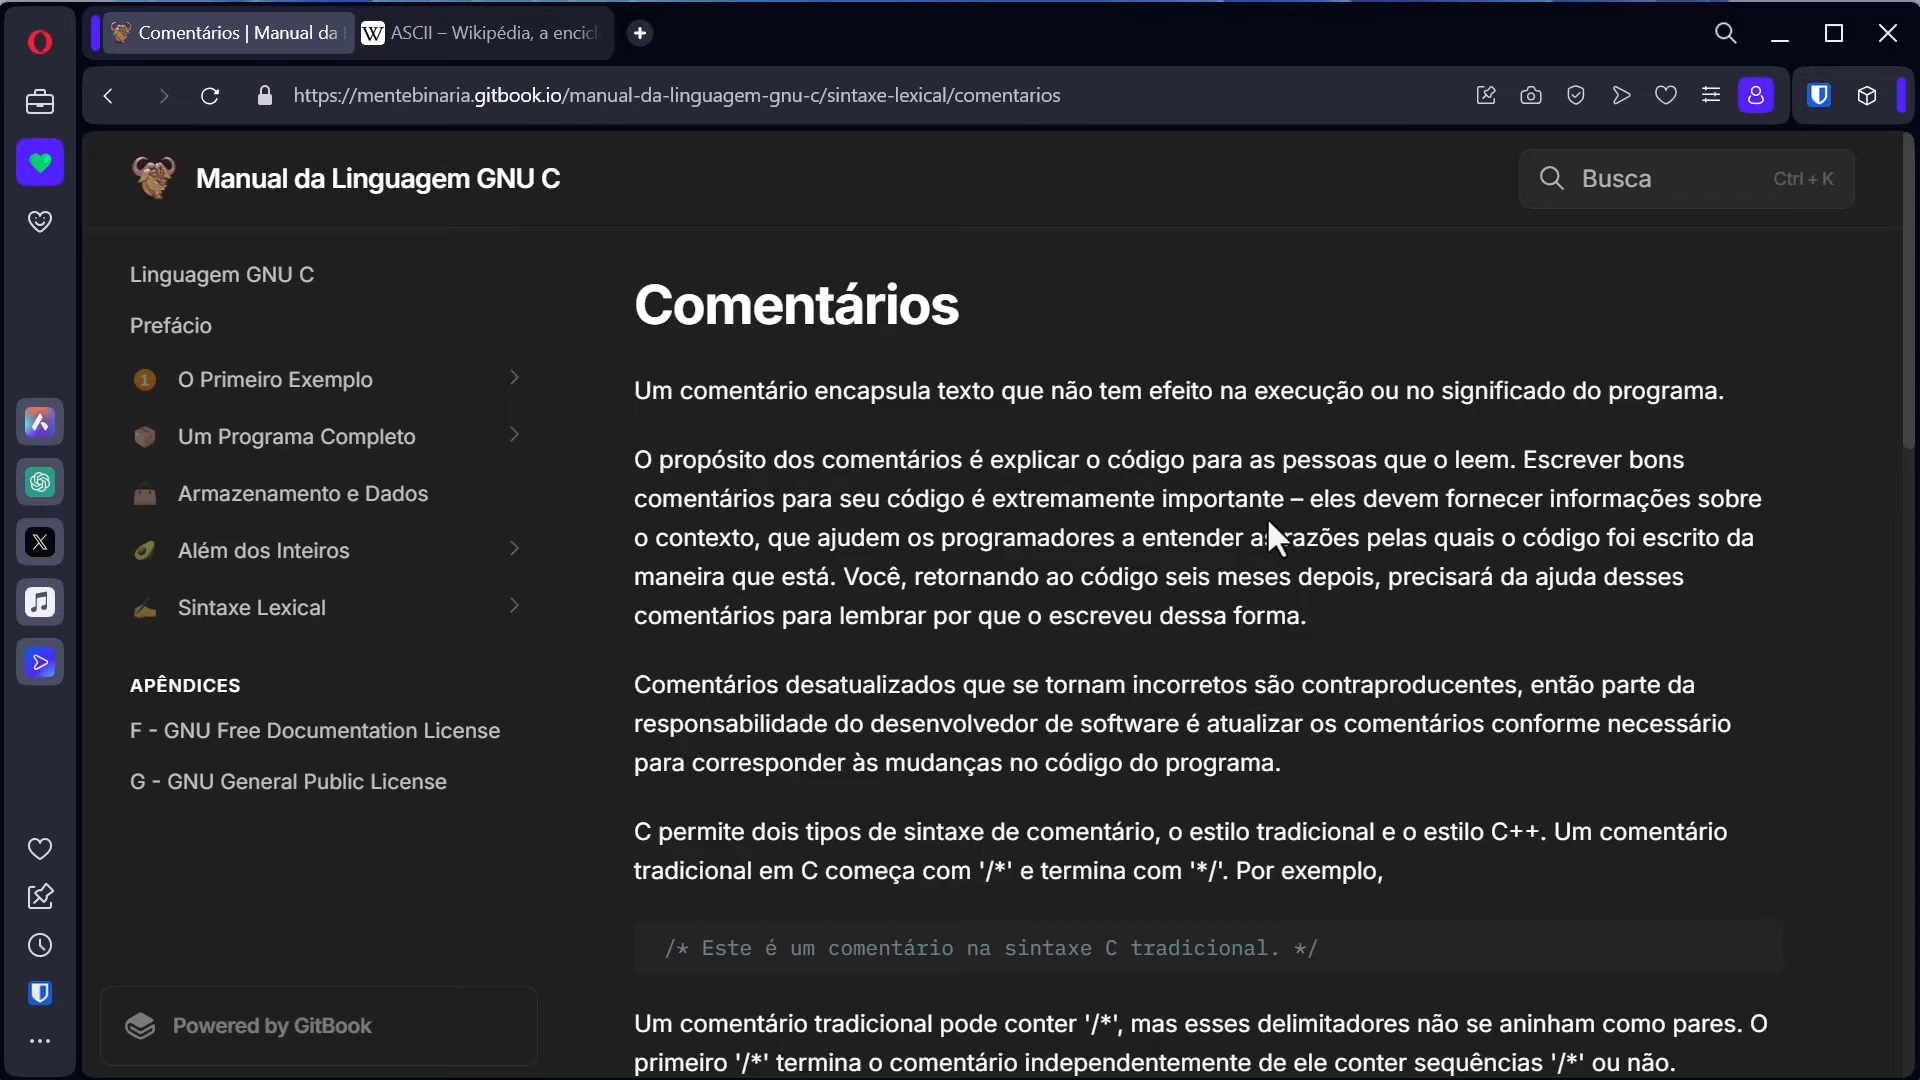 Comentários | Manual da
ASCII – Wikipédia, a encicl
https://mentebinaria.gitbook.io/manual-da-linguagem-gnu-c/sintaxe-lexical/comentarios
Manual da Linguagem GNU C
Busca
Ctrl + K
Linguagem GNU C
Prefácio
1 O Primeiro Exemplo
Um Programa Completo
Armazenamento e Dados
Além dos Inteiros
Sintaxe Lexical
APÊNDICES
F - GNU Free Documentation License
G - GNU General Public License
Powered by GitBook
Comentários
Um comentário encapsula texto que não tem efeito na execução ou no significado do programa.
O propósito dos comentários é explicar o código para as pessoas que o leem. Escrever bons
comentários para seu código é extremamente importante – eles devem fornecer informações sobre
o contexto, que ajudem os programadores a entender as razões pelas quais o código foi escrito da
maneira que está. Você, retornando ao código seis meses depois, precisará da ajuda desses
comentários para lembrar por que o escreveu dessa forma.
Comentários desatualizados que se tornam incorretos são contraproducentes, então parte da
responsabilidade do desenvolvedor de software é atualizar os comentários conforme necessário
para corresponder às mudanças no código do programa.
C permite dois tipos de sintaxe de comentário, o estilo tradicional e o estilo C++. Um comentário
tradicional em C começa com '/*' e termina com '*/'. Por exemplo,
/* Este é um comentário na sintaxe C tradicional. */
Um comentário tradicional pode conter '/*', mas esses delimitadores não se aninham como pares. O
primeiro '*/' termina o comentário independentemente de ele conter sequências '/*' ou não.